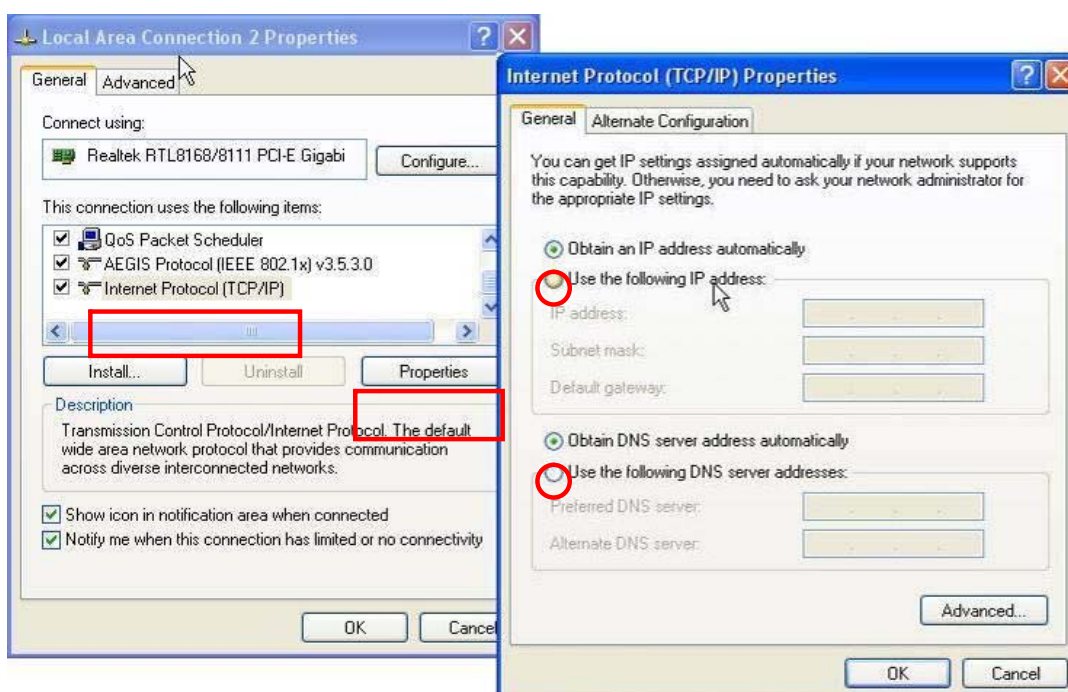 Local Area Connection 2 Properties
General Advanced
Connect using:
Realtek RTL8168/8111 PCI-E Gigabi
Configure...
This connection uses the following items:
QoS Packet Scheduler
AEGIS Protocol (IEEE 802.1x) v3.5.3.0
Internet Protocol (TCP/IP)
Install... Uninstall Properties
Description
Transmission Control Protocol/Internet Protocol. The default
wide area network protocol that provides communication
across diverse interconnected networks.
Show icon in notification area when connected
Notify me when this connection has limited or no connectivity
OK Cancel
Internet Protocol (TCP/IP) Properties
General Alternate Configuration
You can get IP settings assigned automatically if your network supports
this capability. Otherwise, you need to ask your network administrator for
the appropriate IP settings.
Obtain an IP address automatically
Use the following IP address:
IP address:
Subnet mask:
Default gateway:
Obtain DNS server address automatically
Use the following DNS server addresses:
Preferred DNS server:
Alternate DNS server:
Advanced...
OK Cancel